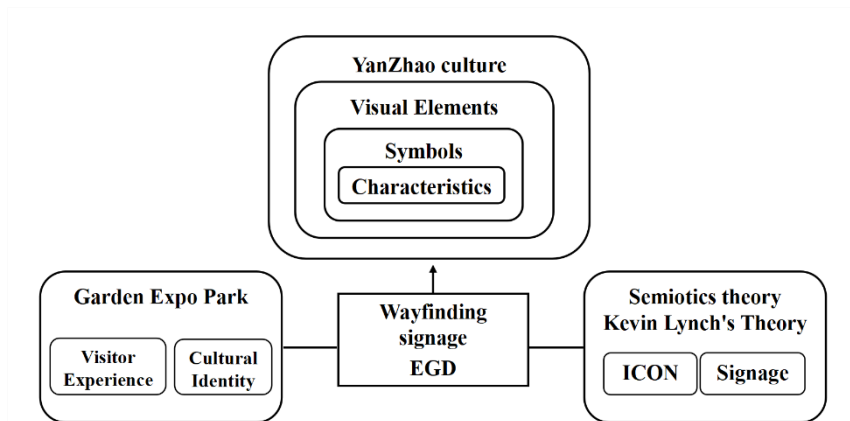 YanZhao culture
Visual Elements
Symbols
Characteristics
Garden Expo Park
Visitor
Experience
Cultural
Identity
Wayfinding
signage
EGD
Semiotics theory
Kevin Lynch's Theory
ICON
Signage